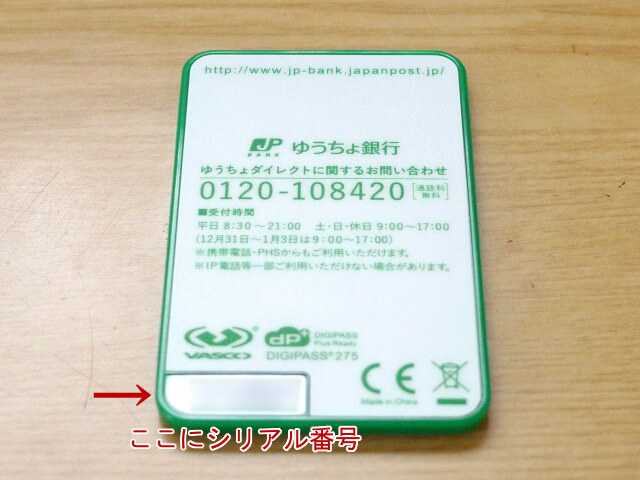 http://www.jp-bank.japanpost.jp/
JP BANK ゆうちょ銀行
ゆうちょダイレクトに関するお問い合わせ
0120-108420 通話料無料
■受付時間
平日 8:30～21:00 土・日・休日 9:00～17:00
(12月31日～1月3日は9:00～17:00)
※携帯電話・PHSからもご利用いただけます。
※IP電話等一部ご利用いただけない場合があります。
VASCO® dP+ DIGIPASS Plus Ready
DIGIPASS® 275
CE
Made in China
ここにシリアル番号